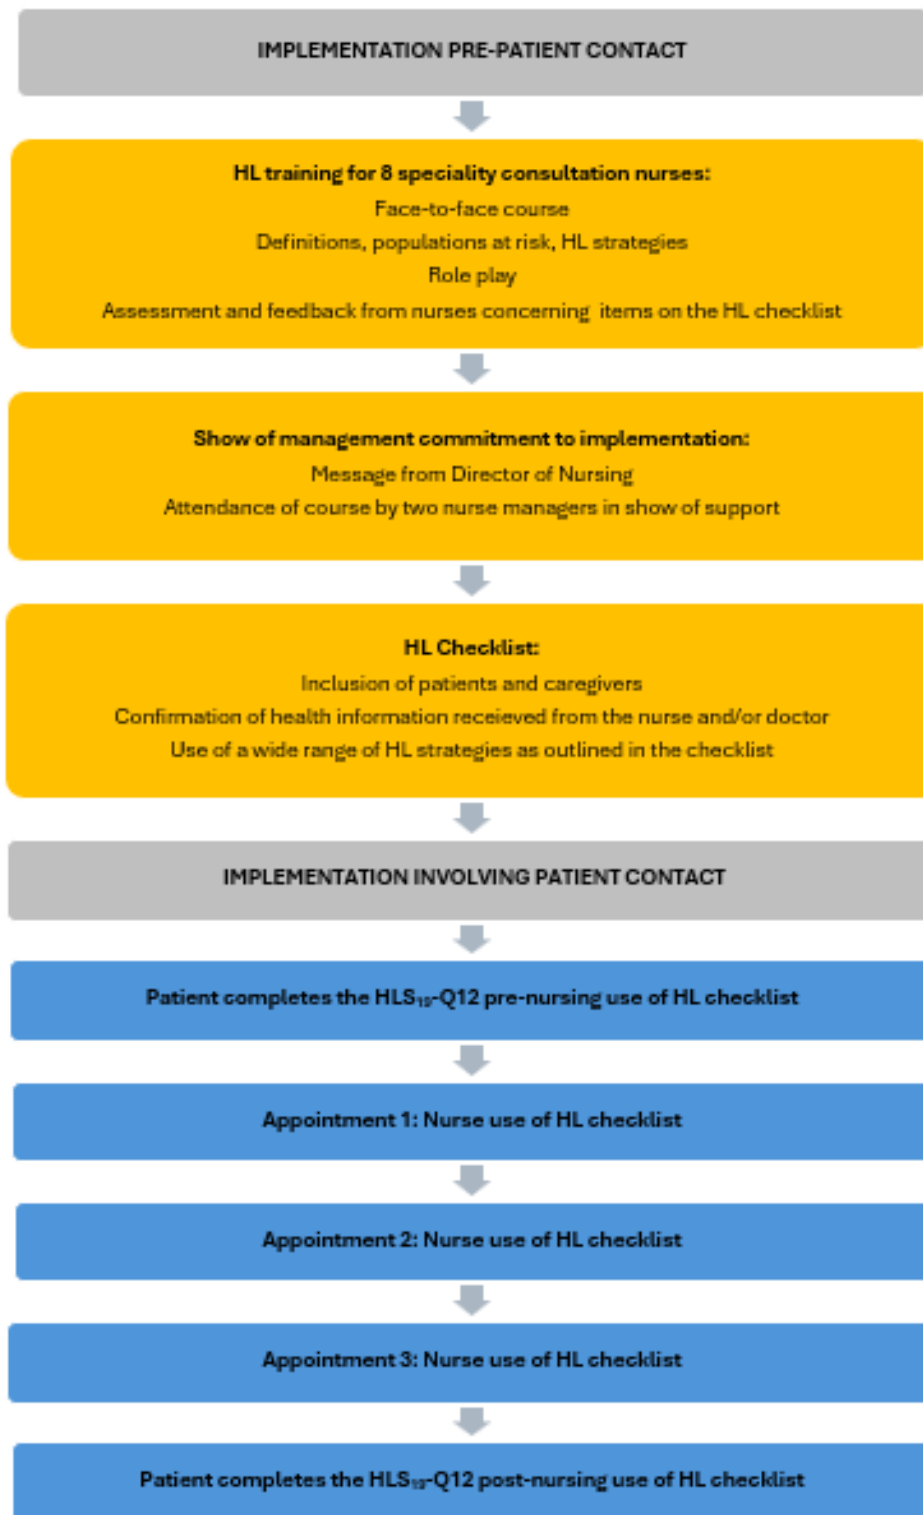 IMPLEMENTATION PRE-PATIENT CONTACT
HL training for 8 speciality consultation nurses:
Face-to-face course
Definitions, populations at risk, HL strategies
Role play
Assessment and feedback from nurses concerning items on the HL checklist
Show of management commitment to implementation:
Message from Director of Nursing
Attendance of course by two nurse managers in show of support
HL Checklist:
Inclusion of patients and caregivers
Confirmation of health information receieved from the nurse and/or doctor
Use of a wide range of HL strategies as outlined in the checklist
IMPLEMENTATION INVOLVING PATIENT CONTACT
Patient completes the HLS₁₉-Q12 pre-nursing use of HL checklist
Appointment 1: Nurse use of HL checklist
Appointment 2: Nurse use of HL checklist
Appointment 3: Nurse use of HL checklist
Patient completes the HLS₁₉-Q12 post-nursing use of HL checklist